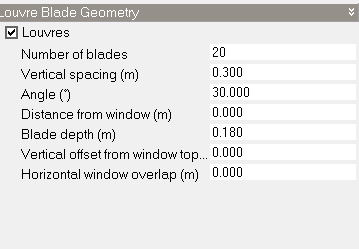 Louvre Blade Geometry
Louvres
Number of blades 20
Vertical spacing (m) 0.300
Angle (°) 30.000
Distance from window (m) 0.000
Blade depth (m) 0.180
Vertical offset from window top... 0.000
Horizontal window overlap (m) 0.000